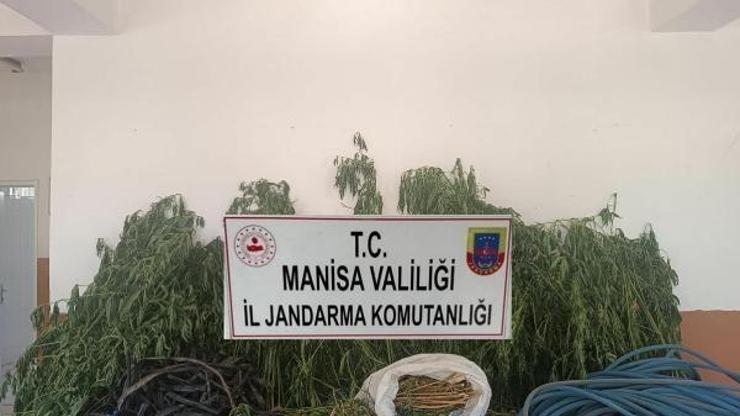 T.C.
MANİSA VALİLİĞİ
İL JANDARMA KOMUTANLIĞI